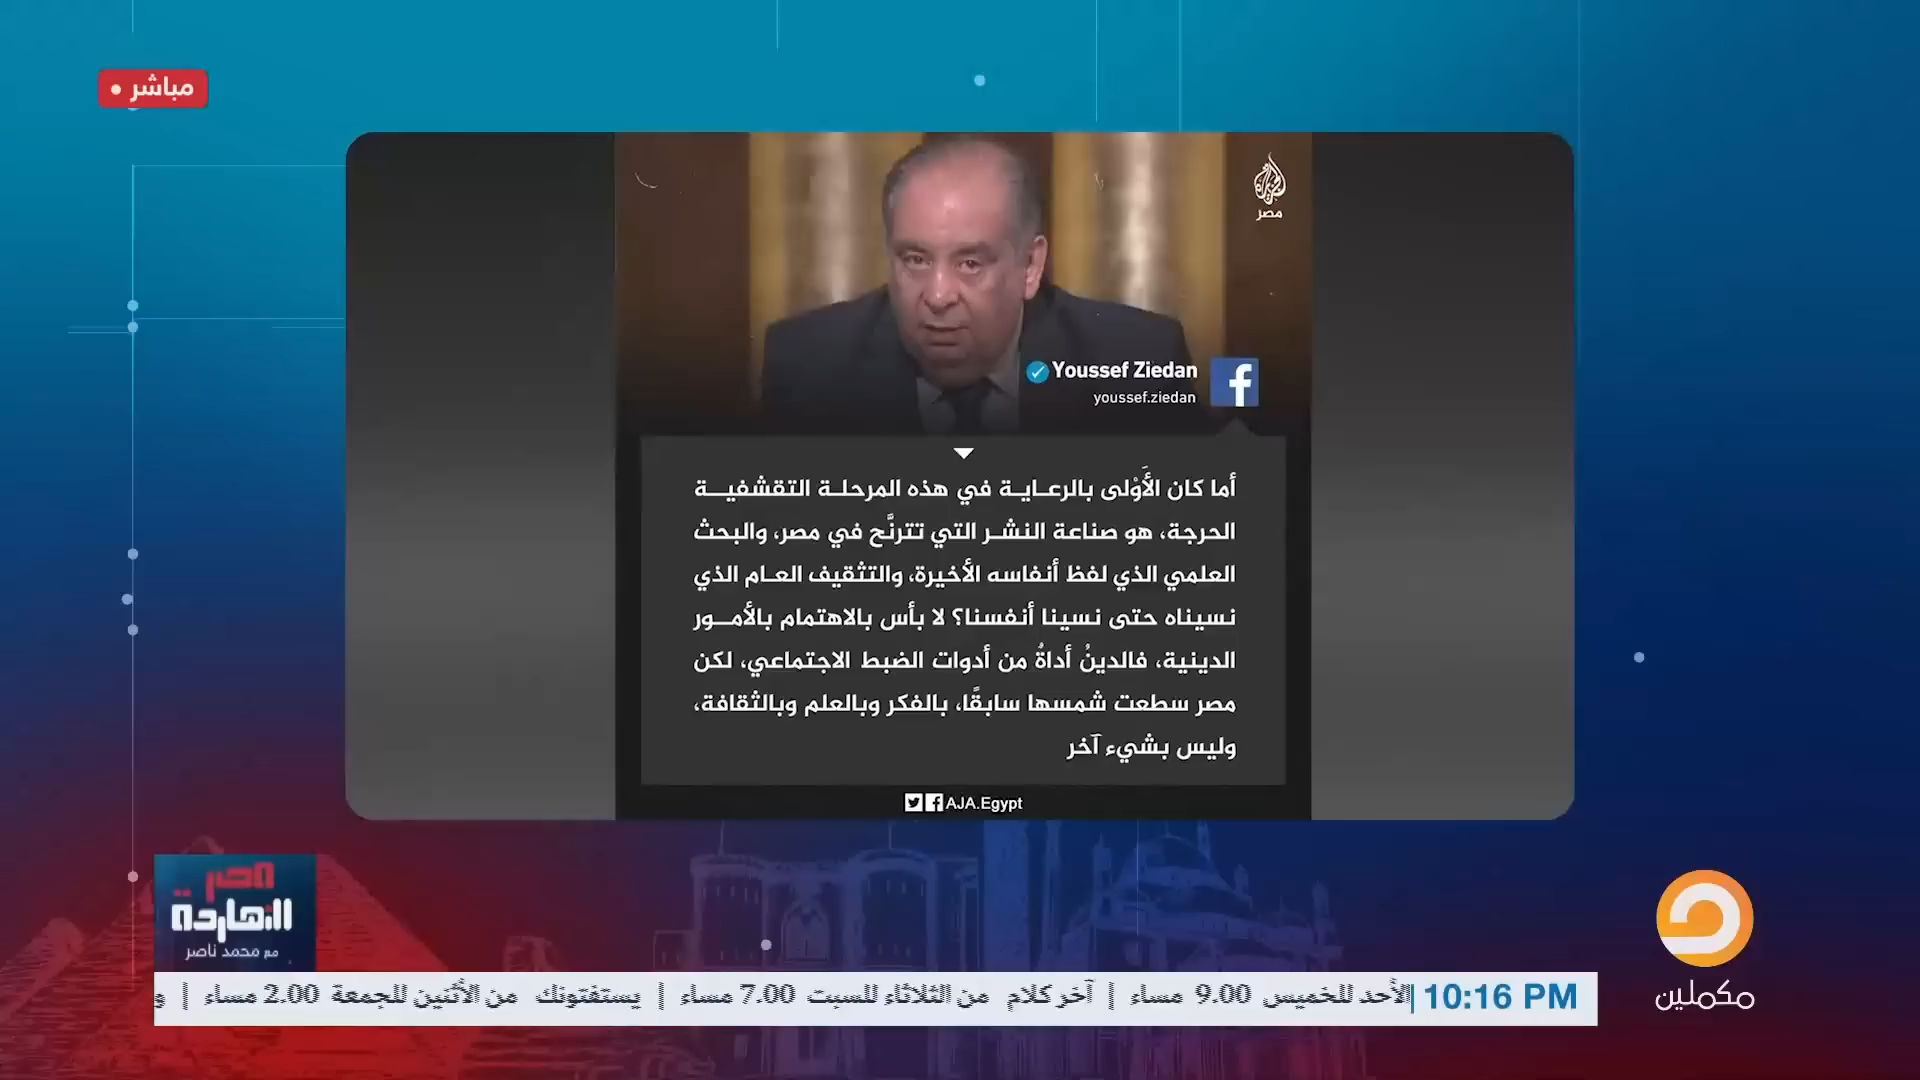 مباشر
مصر
Youssef Ziedan
youssef.ziedan
أما كان الأَوْلى بالرعـايـة في هذه المرحلـة التقشفيـة
الحرجة، هو صناعة النشـر التي تترنَّح في مصر، والبحث
العلمي الذي لفظ أنفاسه الأخيرة، والتثقيف العـام الذي
نسيناه حتى نسينا أنفسنا؟ لا بأس بالاهتمام بالأمــور
الدينية، فالدينُ أداةٌ من أدوات الضبط الاجتماعي، لكن
مصر سطعت شمسها سابقًا، بالفكر وبالعلم وبالثقافة،
وليس بشيء آخر
AJA.Egypt
مصر
النهاردة
مع محمد ناصر
10:16 PM
الأحد للخميس 9.00 مساء | آخر كلام من الثلاثاء للسبت 7.00 مساء | يستفتونك من الأثنين للجمعة 2.00 مساء | و
مكملين